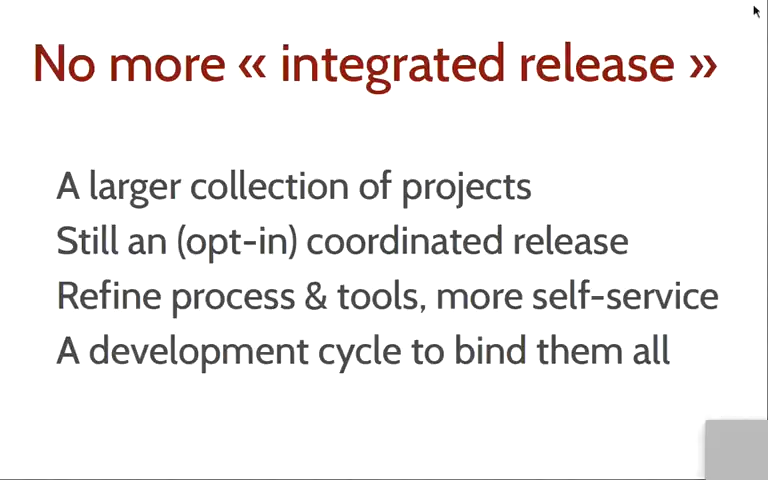 No more « integrated release »
A larger collection of projects
Still an (opt-in) coordinated release
Refine process & tools, more self-service
A development cycle to bind them all